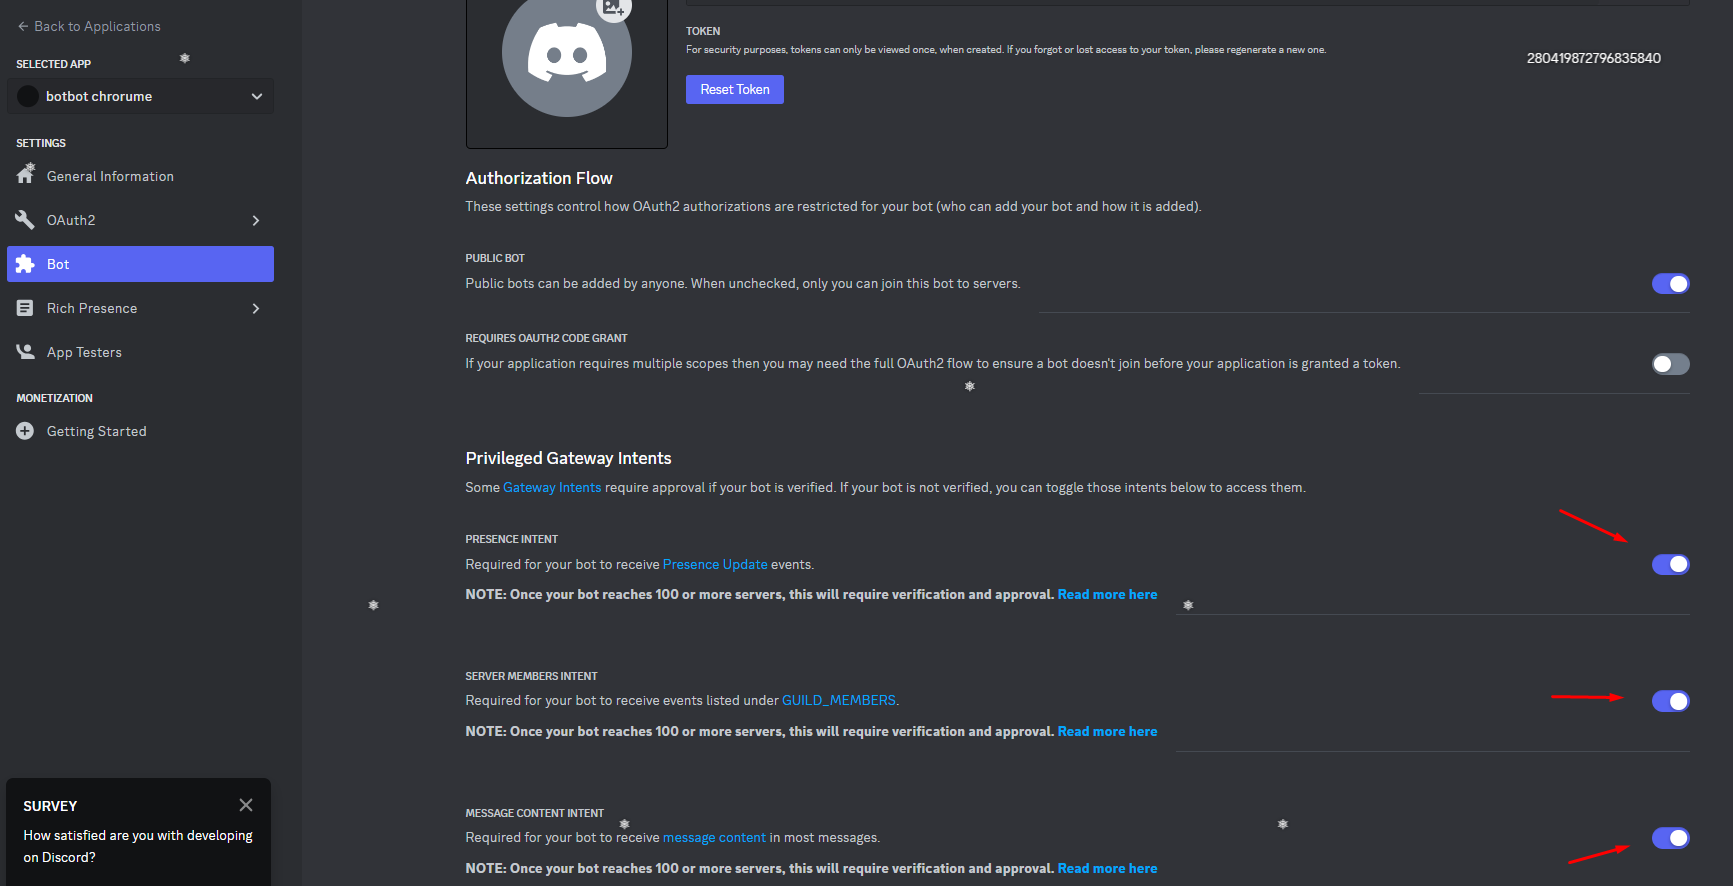 Back to Applications
SELECTED APP
botbot chrorume
SETTINGS
General Information
OAuth2
Bot
Rich Presence
App Testers
MONETIZATION
Getting Started
SURVEY
How satisfied are you with developing
on Discord?
TOKEN
For security purposes, tokens can only be viewed once, when created. If you forgot or lost access to your token, please regenerate a new one.
280419872796835840
Reset Token
Authorization Flow
These settings control how OAuth2 authorizations are restricted for your bot (who can add your bot and how it is added).
PUBLIC BOT
Public bots can be added by anyone. When unchecked, only you can join this bot to servers.
REQUIRES OAUTH2 CODE GRANT
If your application requires multiple scopes then you may need the full OAuth2 flow to ensure a bot doesn't join before your application is granted a token.
Privileged Gateway Intents
Some Gateway Intents require approval if your bot is verified. If your bot is not verified, you can toggle those intents below to access them.
PRESENCE INTENT
Required for your bot to receive Presence Update events.
NOTE: Once your bot reaches 100 or more servers, this will require verification and approval. Read more here
SERVER MEMBERS INTENT
Required for your bot to receive events listed under GUILD_MEMBERS.
NOTE: Once your bot reaches 100 or more servers, this will require verification and approval. Read more here
MESSAGE CONTENT INTENT
Required for your bot to receive message content in most messages.
NOTE: Once your bot reaches 100 or more servers, this will require verification and approval. Read more here